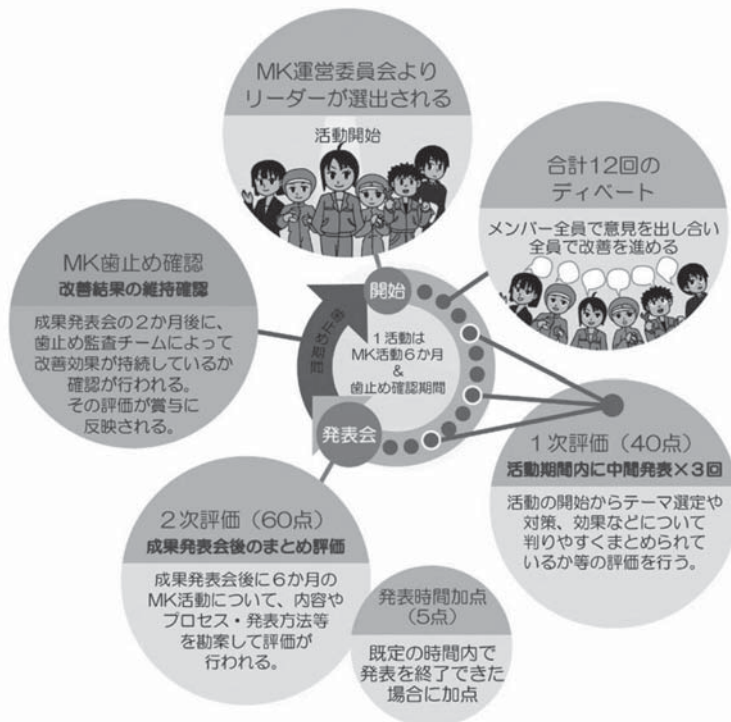 MK運営委員会より
リーダーが選出される
活動開始
合計12回の
ディベート
メンバー全員で意見を出し合い
全員で改善を進める
MK歯止め確認
改善結果の維持確認
成果発表会の2か月後に、
歯止め監査チームによって
改善効果が持続しているか
確認が行われる。
その評価が賞与に
反映される。
開始
1活動は
MK活動6か月
&
歯止め確認期間
歯止め期間
発表会
1次評価(40点)
活動期間内に中間発表×3回
活動の開始からテーマ選定や
対策、効果などについて
判りやすくまとめられて
いるか等の評価を行う。
2次評価(60点)
成果発表会後のまとめ評価
成果発表会後に6か月の
MK活動について、内容や
プロセス・発表方法等
を勘案して評価が
行われる。
発表時間加点
(5点)
既定の時間内で
発表を終了できた
場合に加点